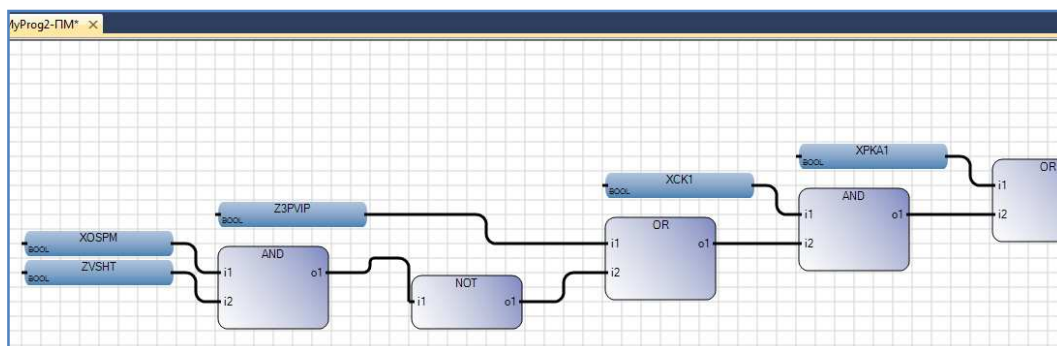 MyProg2-ПМ* ×
XPKA1
BOOL
OR
i1
i2
XCK1
BOOL
AND
i1
o1
i2
Z3PVIP
BOOL
OR
i1
o1
i2
XOSPM
BOOL
ZVSHT
BOOL
AND
i1
o1
i2
NOT
i1
o1